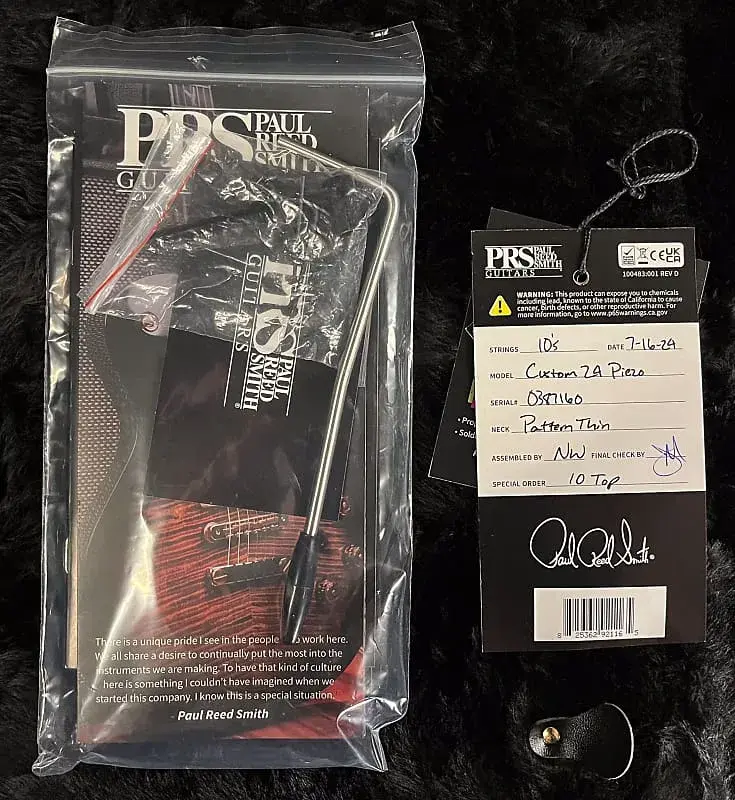 PRS PAUL
REED
SMITH
GUITARS
PAUL
REED
SMITH
There is a unique pride I see in the people who work here.
We all share a desire to continually put the most into the
instruments we are making. To have that kind of culture
here is something I couldn't have imagined when we
started this company. I know this is a special situation.
- Paul Reed Smith
PRS PAUL
REED
SMITH
GUITARS
CE UKCA
100483:001 REV D
WARNING: This product can expose you to chemicals
including lead, known to the state of California to cause
cancer, birth defects, or other reproductive harm. For
more information, go to www.p65warnings.ca.gov
STRINGS 10's DATE 7-16-24
MODEL Custom 24 Piezo
SERIAL# 0387160
NECK Pattern Thin
ASSEMBLED BY NW FINAL CHECK BY
SPECIAL ORDER 10 Top
Paul Reed Smith
8 25362 92116 5